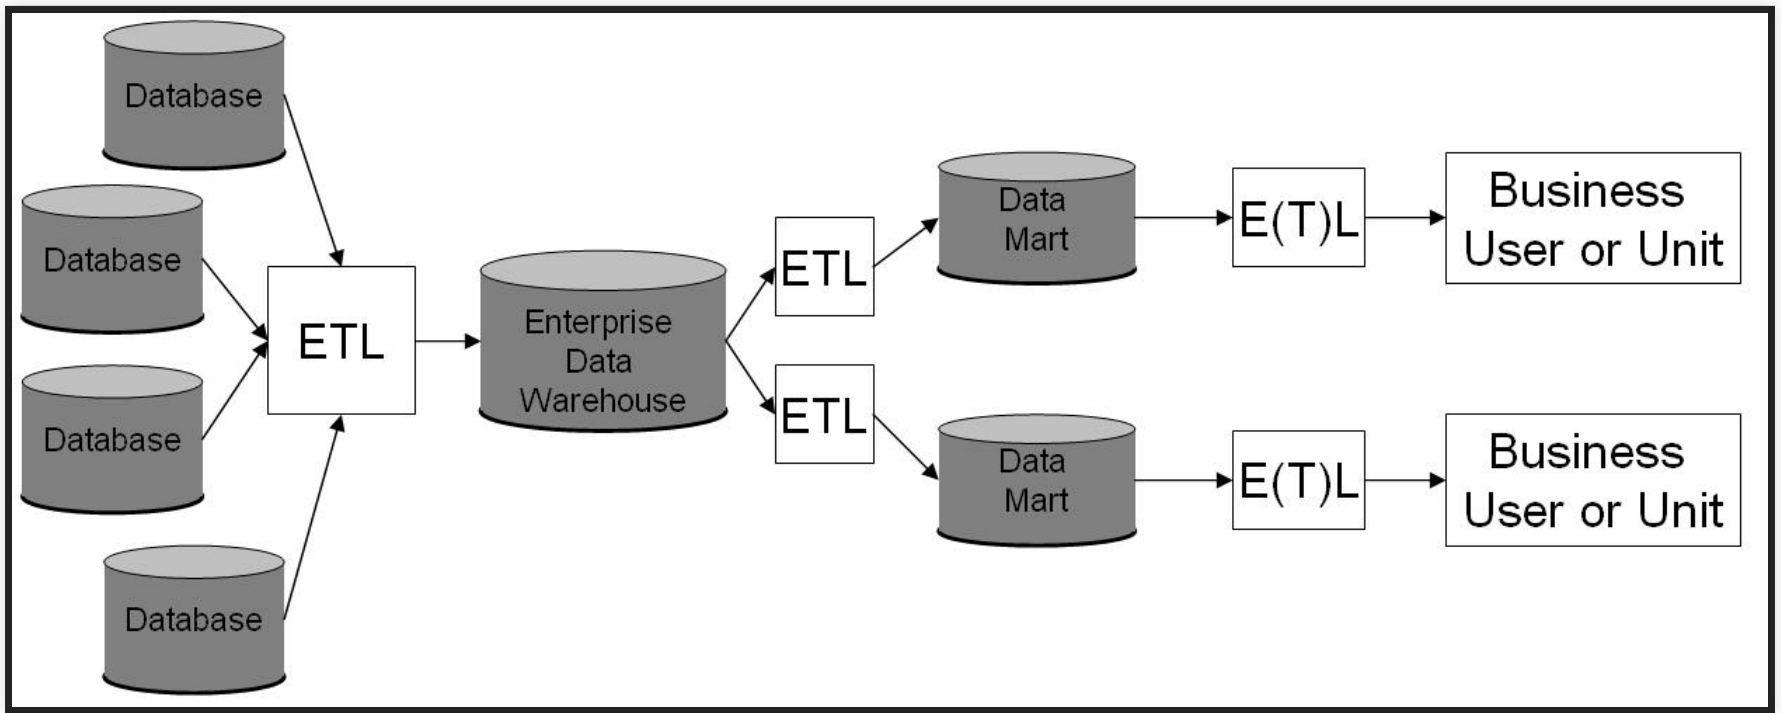 Database
Database
Database
Database
ETL
Enterprise
Data
Warehouse
ETL
ETL
Data
Mart
E(T)L
Business
User or Unit
Data
Mart
E(T)L
Business
User or Unit